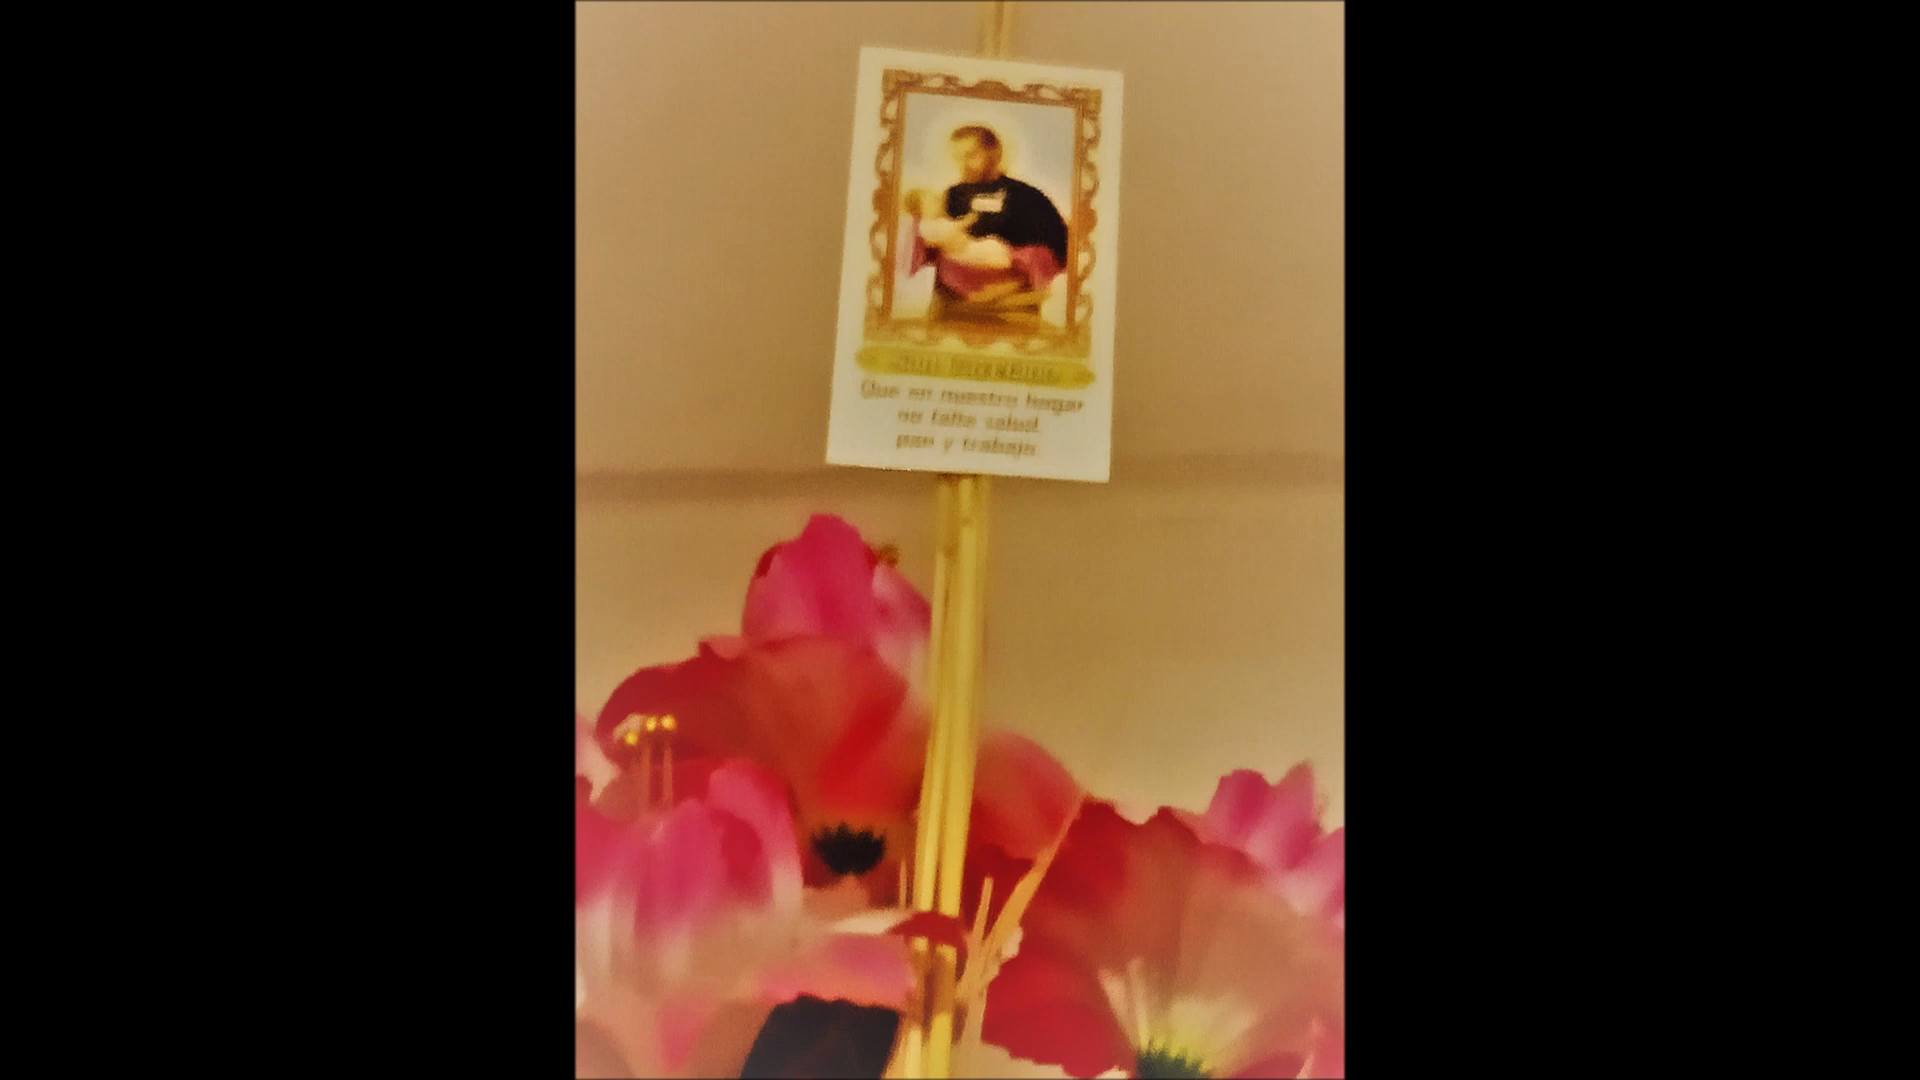 Que en nuestro hogar
no falte salud,
pan y trabajo